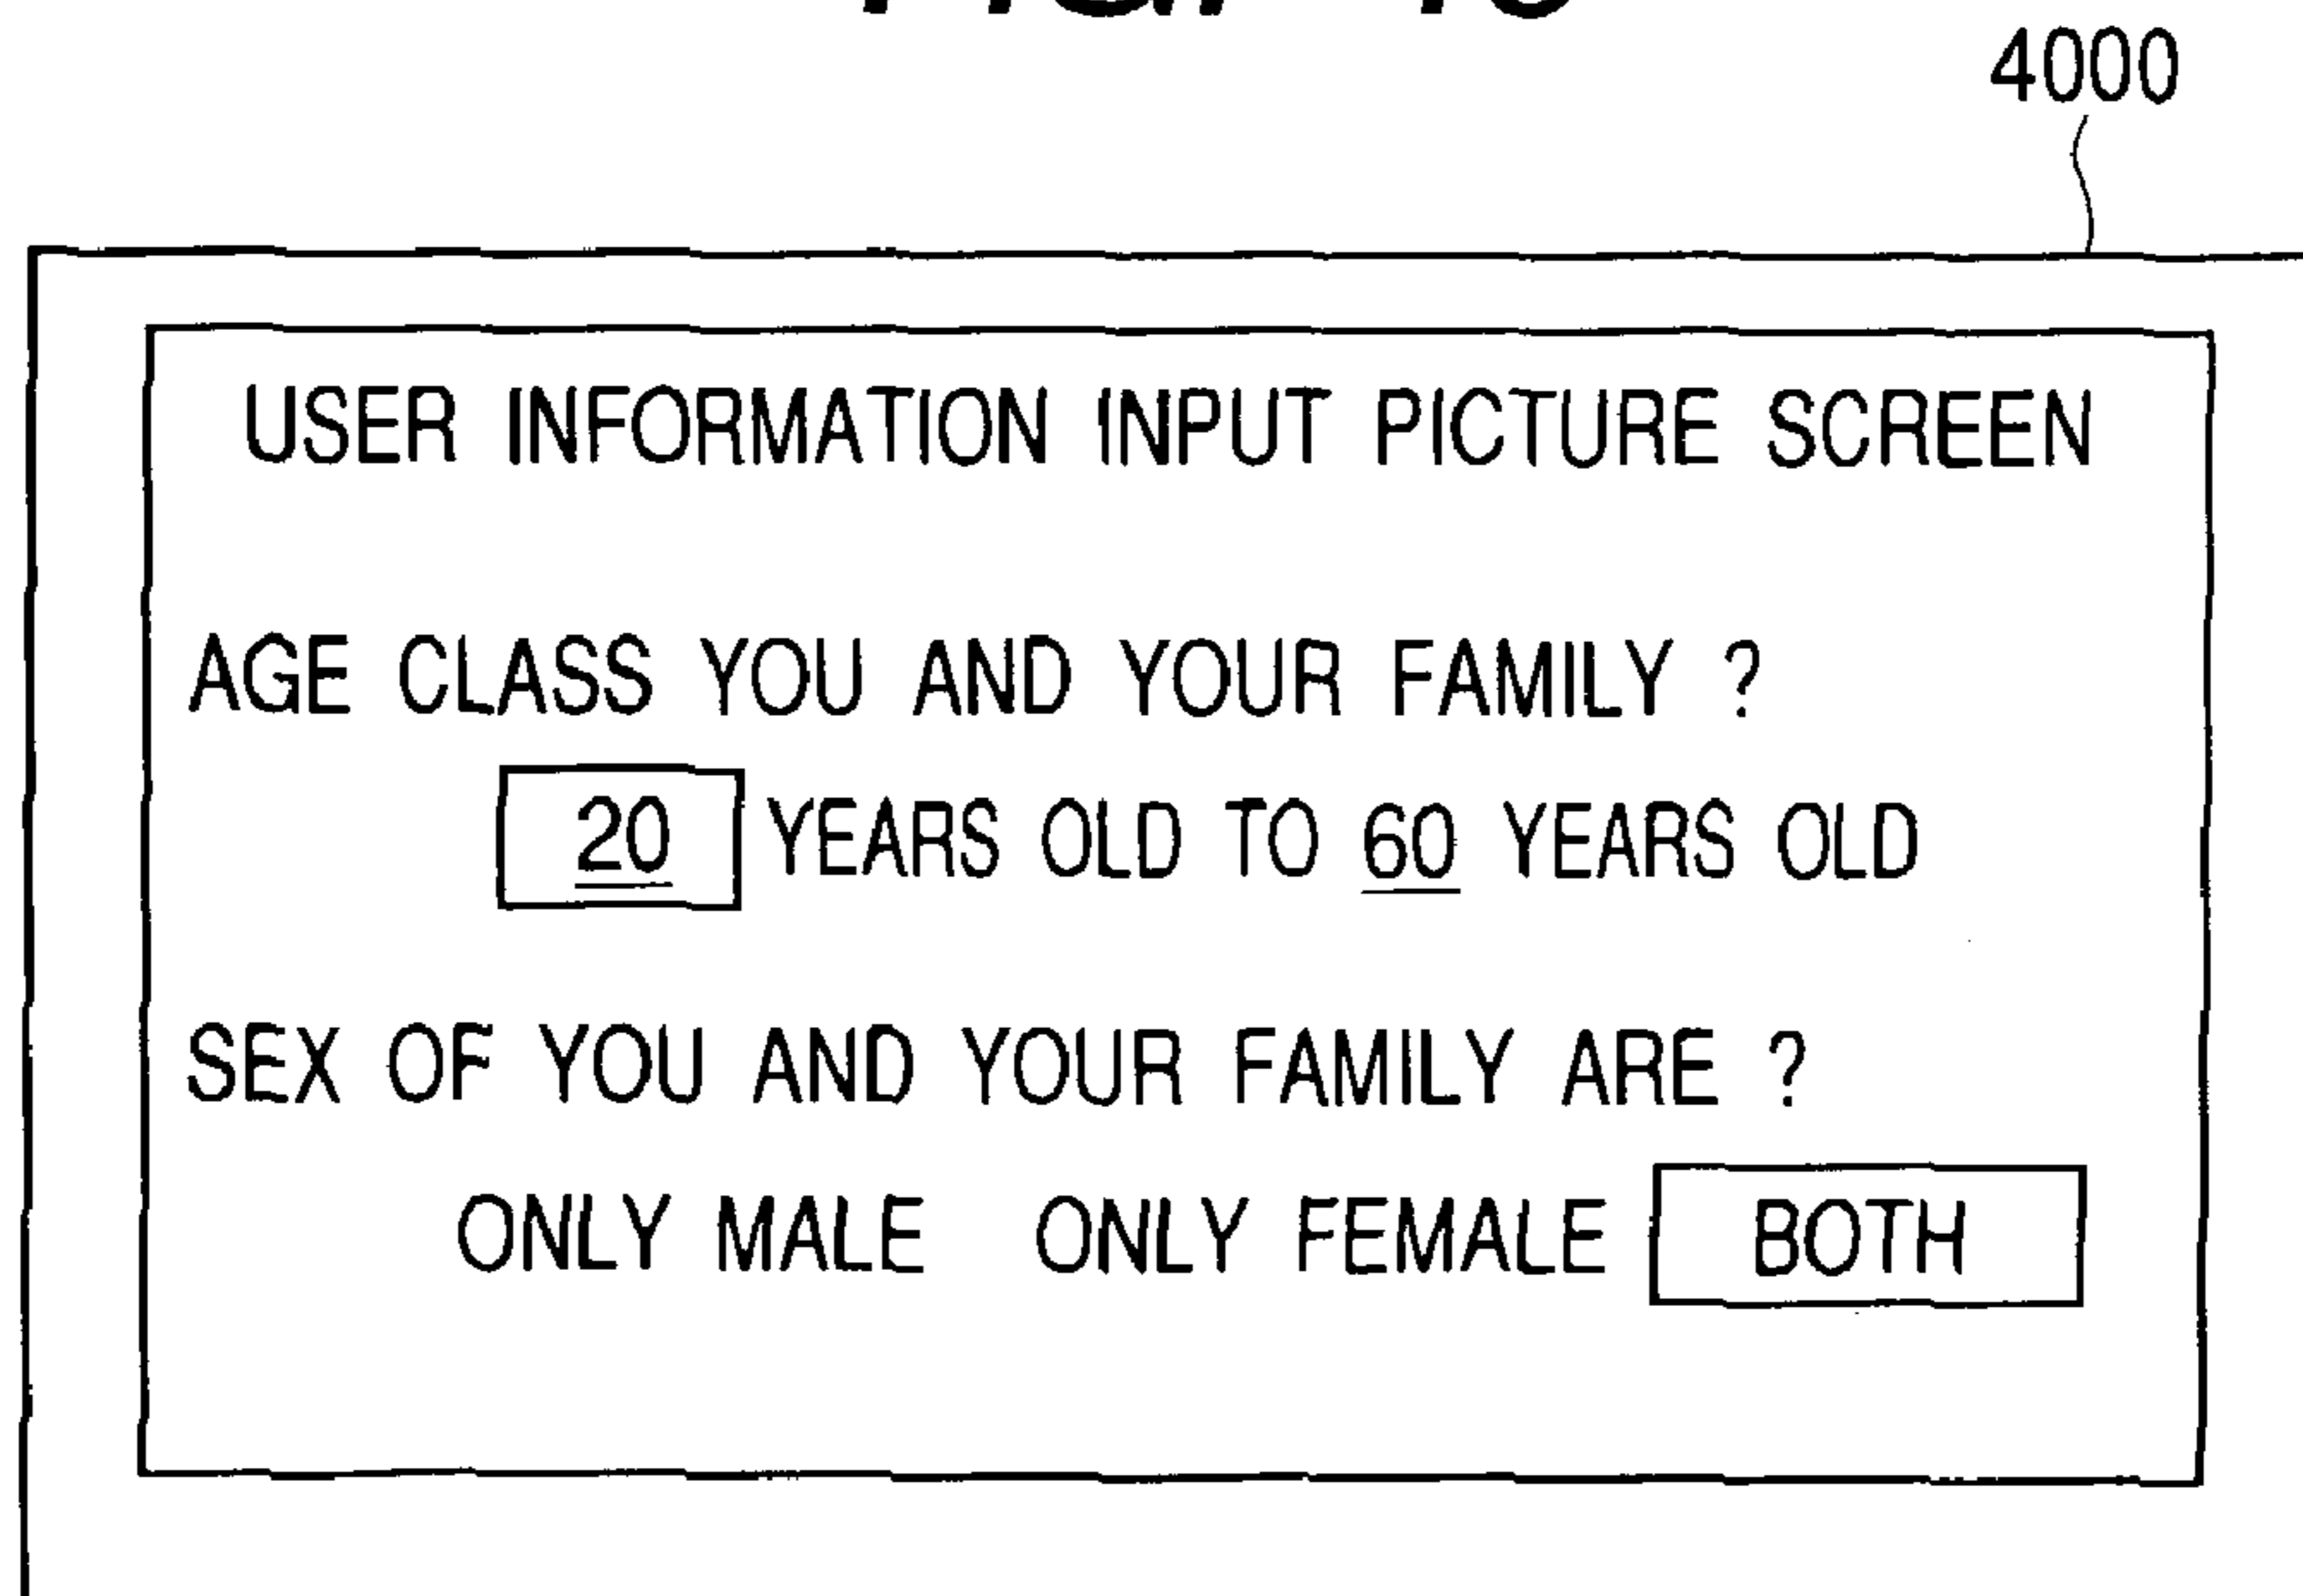 4000
USER INFORMATION INPUT PICTURE SCREEN
AGE CLASS YOU AND YOUR FAMILY ?
20 YEARS OLD TO 60 YEARS OLD
SEX OF YOU AND YOUR FAMILY ARE ?
ONLY MALE ONLY FEMALE BOTH